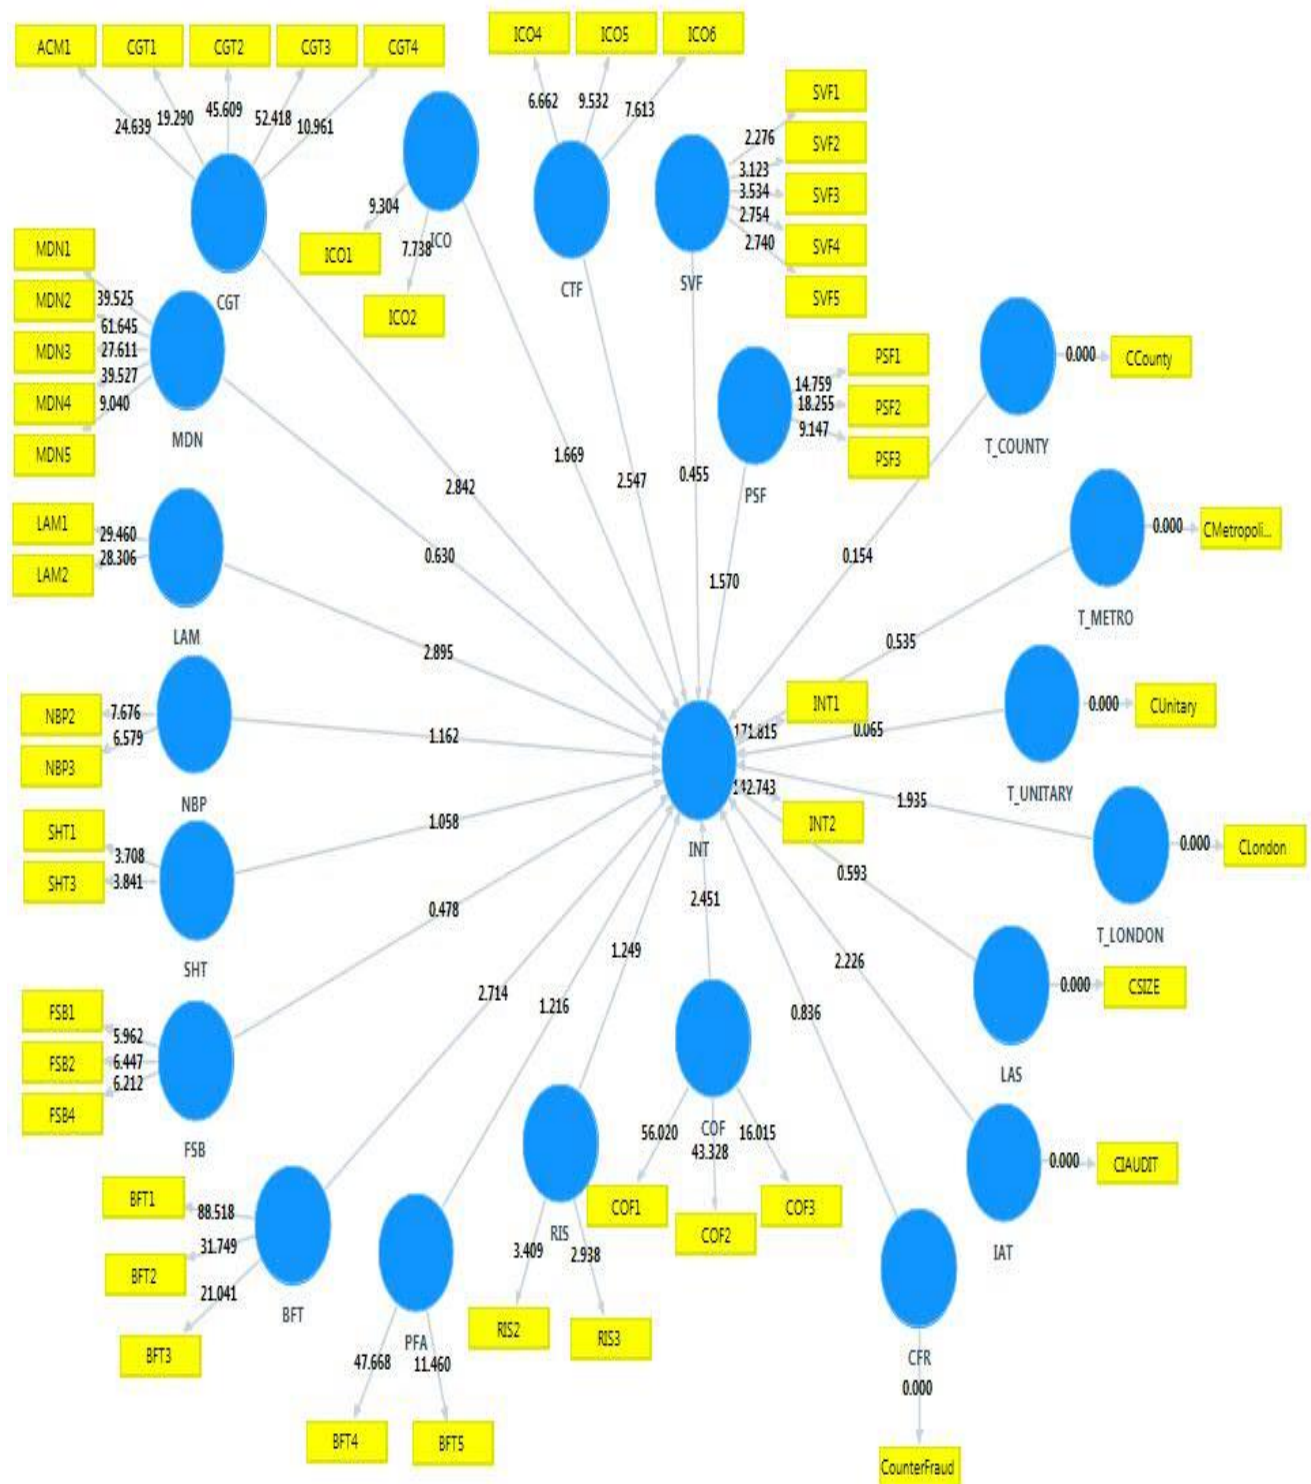 ACM1
CGT1
CGT2
CGT3
CGT4
24.639
19.290
45.609
52.418
10.961
CGT
ICO4
ICO5
ICO6
6.662
9.532
7.613
CTF
ICO
9.304
7.738
ICO1
ICO2
SVF1
SVF2
SVF3
SVF4
SVF5
2.276
3.123
3.534
2.754
2.740
SVF
MDN1
MDN2
MDN3
MDN4
MDN5
39.525
61.645
27.611
39.527
9.040
MDN
PSF1
PSF2
PSF3
14.759
18.255
9.147
PSF
T_COUNTY
0.000
CCounty
T_METRO
0.000
CMetropoli...
LAM1
LAM2
29.460
28.306
LAM
2.842
0.630
1.669
2.547
0.455
1.570
0.154
0.535
2.895
NBP2
NBP3
7.676
6.579
NBP
1.162
INT1
171.815
0.065
T_UNITARY
0.000
CUnitary
142.743
INT2
INT
1.935
T_LONDON
0.000
CLondon
SHT1
SHT3
3.708
3.841
SHT
1.058
0.478
0.593
LAS
0.000
CSIZE
FSB1
FSB2
FSB4
5.962
6.447
6.212
FSB
2.714
1.216
1.249
2.451
0.836
2.226
IAT
0.000
CIAUDIT
BFT1
BFT2
BFT3
88.518
31.749
21.041
BFT
PFA
47.668
11.460
BFT4
BFT5
RIS
3.409
2.938
RIS2
RIS3
COF
56.020
43.328
16.015
COF1
COF2
COF3
CFR
0.000
CounterFraud